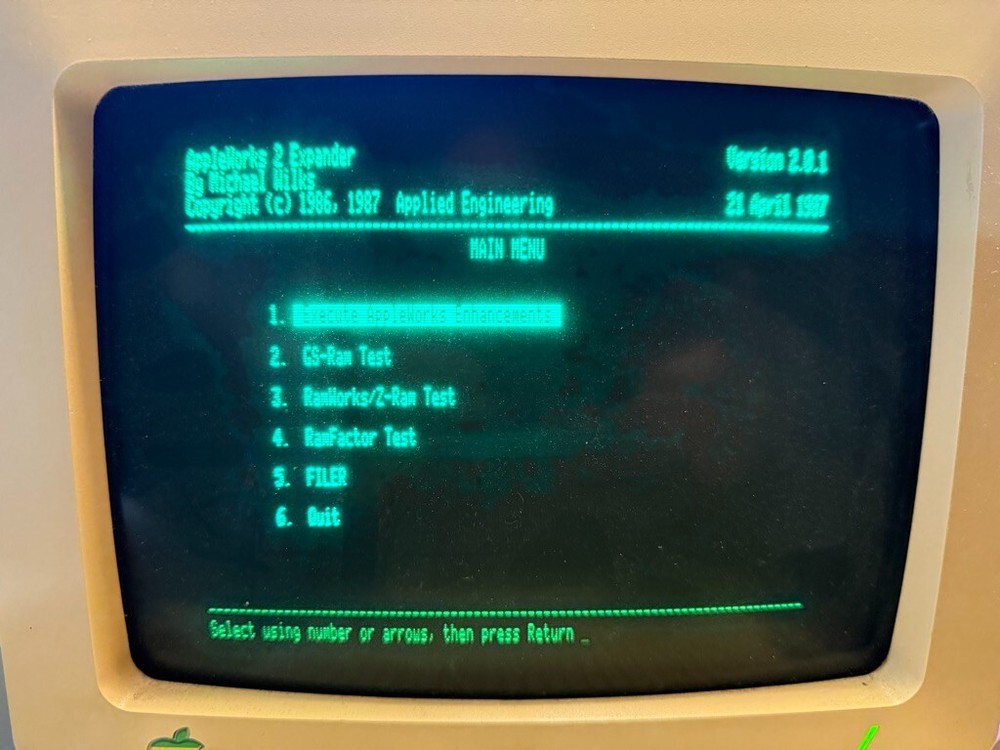 AppleWorks 2 Expander Version 2.0.1
By Michael Wilks
Copyright (C) 1986, 1987 Applied Engineering 21 April 1987
MAIN MENU
1. Execute AppleWorks Enhancements
2. GS-Ram Test
3. RamWorks/Z-Ram Test
4. RamFactor Test
5. FILER
6. Quit
Select using number or arrows, then press Return _